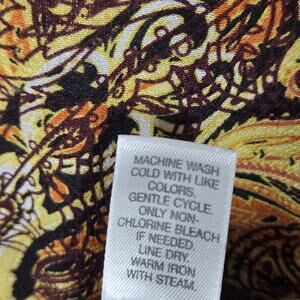 MACHINE WASH
COLD WITH LIKE
COLORS.
GENTLE CYCLE.
ONLY NON-
CHLORINE BLEACH
IF NEEDED.
LINE DRY.
WARM IRON
WITH STEAM.